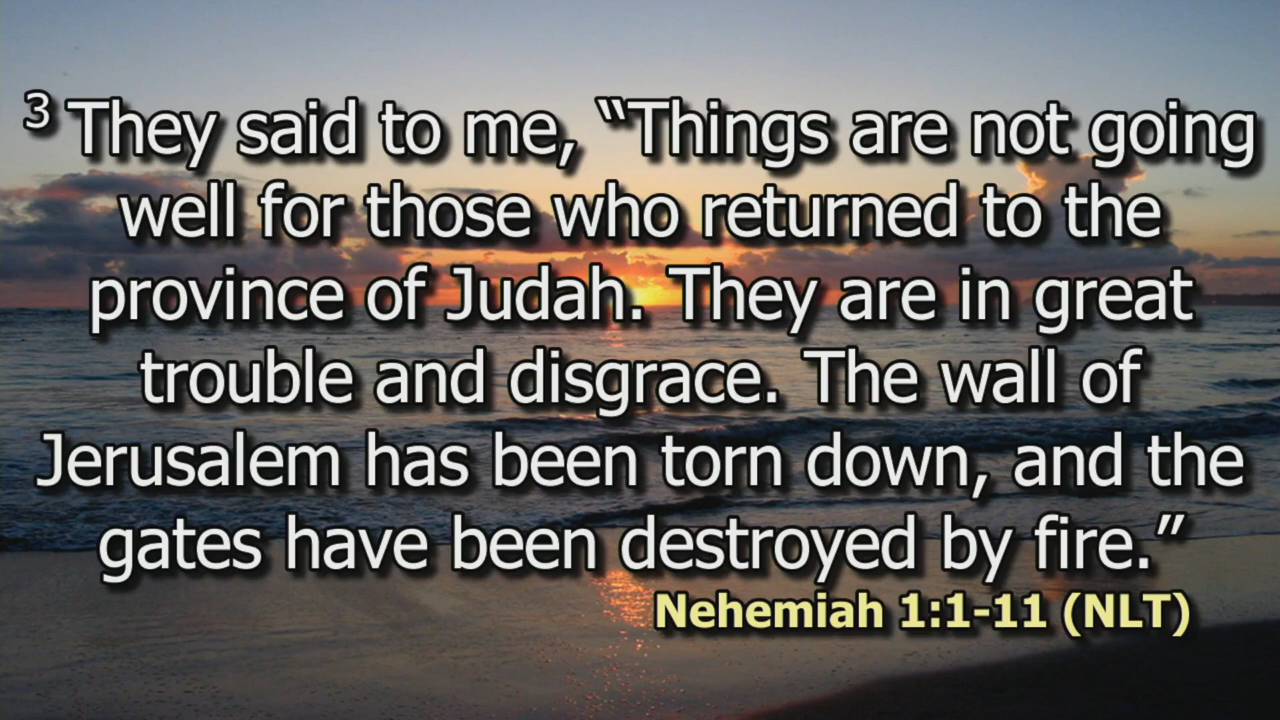 3 They said to me, “Things are not going
well for those who returned to the
province of Judah. They are in great
trouble and disgrace. The wall of
Jerusalem has been torn down, and the
gates have been destroyed by fire.”
Nehemiah 1:1-11 (NLT)